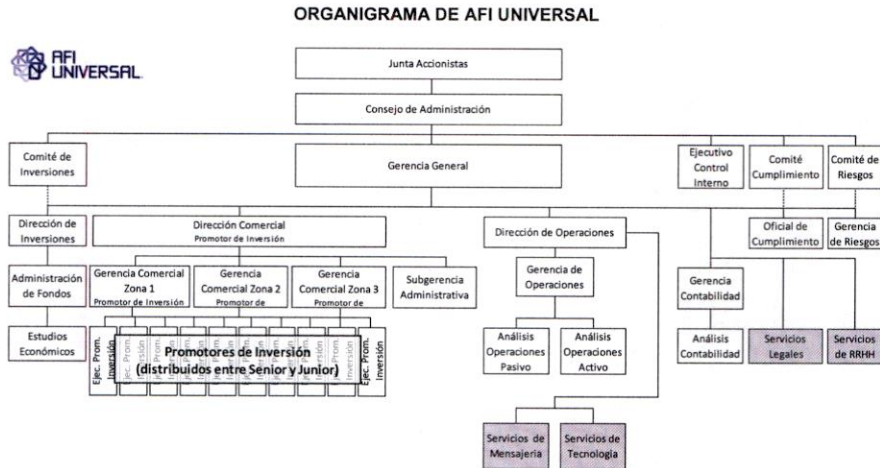 ORGANIGRAMA DE AFI UNIVERSAL
AFI
UNIVERSAL
Junta Accionistas
Consejo de Administración
Comité de
Inversiones
Gerencia General
Ejecutivo
Control
Interno
Comité
Cumplimiento
Comité de
Riesgos
Dirección de
Inversiones
Dirección Comercial
Promotor de Inversión
Dirección de Operaciones
Oficial de
Cumplimiento
Gerencia
de Riesgos
Administración
de Fondos
Gerencia Comercial
Zona 1
Promotor de Inversión
Gerencia
Comercial Zona 2
Promotor de
Gerencia
Comercial Zona 3
Promotor de
Subgerencia
Administrativa
Gerencia de
Operaciones
Gerencia
Contabilidad
Estudios
Económicos
Ejec. Prom.
Inversión
Promotores de Inversión
(distribuidos entre Senior y Junior)
Ejec. Prom.
Inversión
Análisis
Operaciones
Pasivo
Análisis
Operaciones
Activo
Análisis
Contabilidad
Servicios
Legales
Servicios
de RRHH
Servicios de
Mensajeria
Servicios de
Tecnologia